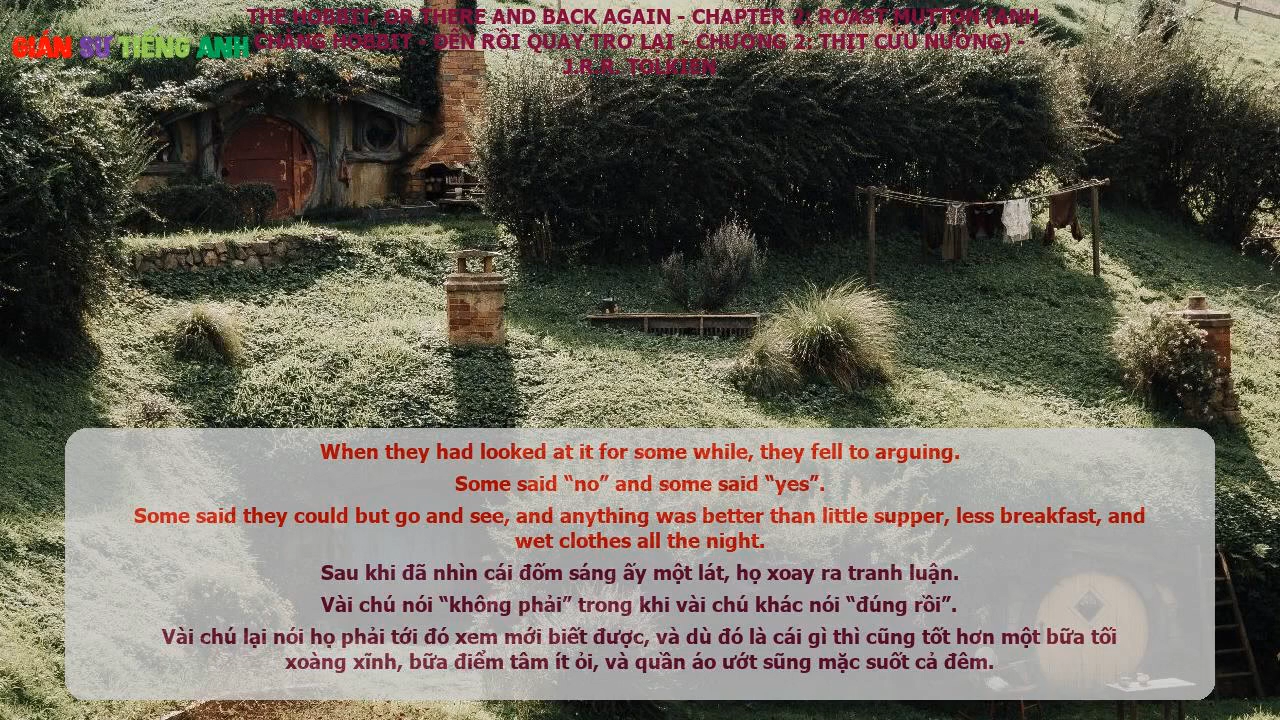 THE HOBBIT, OR THERE AND BACK AGAIN - CHAPTER 2: ROAST MUTTON (ANH
CHÀNG HOBBIT - ĐẾN RỒI QUAY TRỞ LẠI - CHƯƠNG 2: THỊT CỪU NƯỚNG) -
J.R.R. TOLKIEN
GIÁN SỨ TIẾNG ANH
When they had looked at it for some while, they fell to arguing.
Some said “no” and some said “yes”.
Some said they could but go and see, and anything was better than little supper, less breakfast, and
wet clothes all the night.
Sau khi đã nhìn cái đốm sáng ấy một lát, họ xoay ra tranh luận.
Vài chú nói “không phải” trong khi vài chú khác nói “đúng rồi”.
Vài chú lại nói họ phải tới đó xem mới biết được, và dù đó là cái gì thì cũng tốt hơn một bữa tối
xoàng xĩnh, bữa điểm tâm ít ỏi, và quần áo ướt sũng mặc suốt cả đêm.